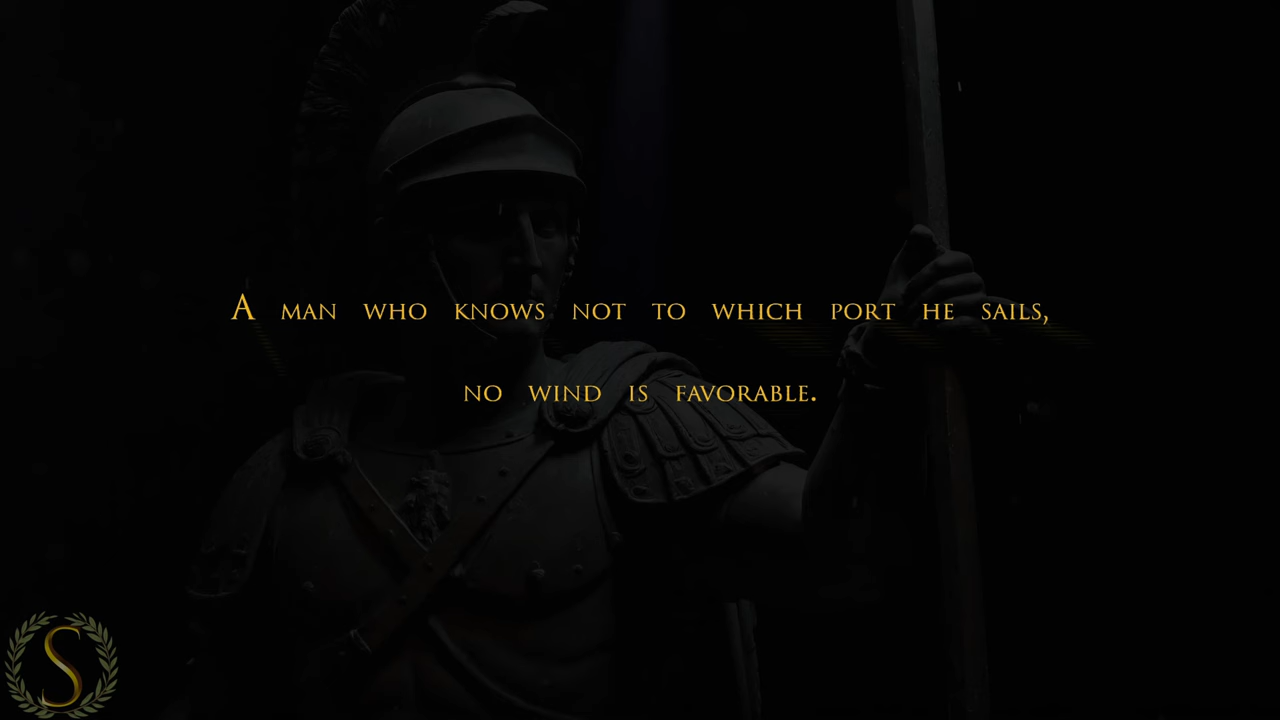 A man who knows not to which port he sails,
no wind is favorable.
S